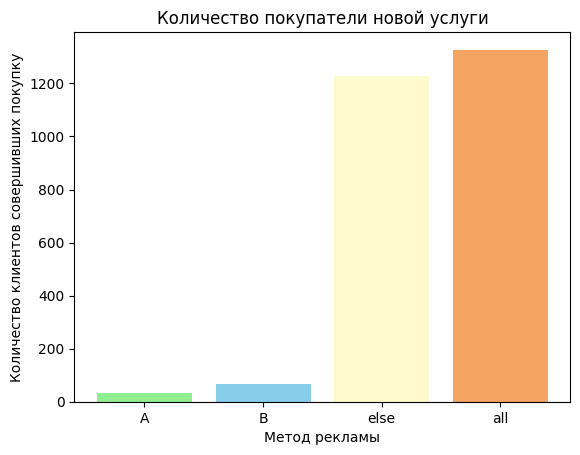 Количество покупатели новой услуги
Количество клиентов совершивших покупку
1200
1000
800
600
400
200
0
A
B
else
all
Метод рекламы